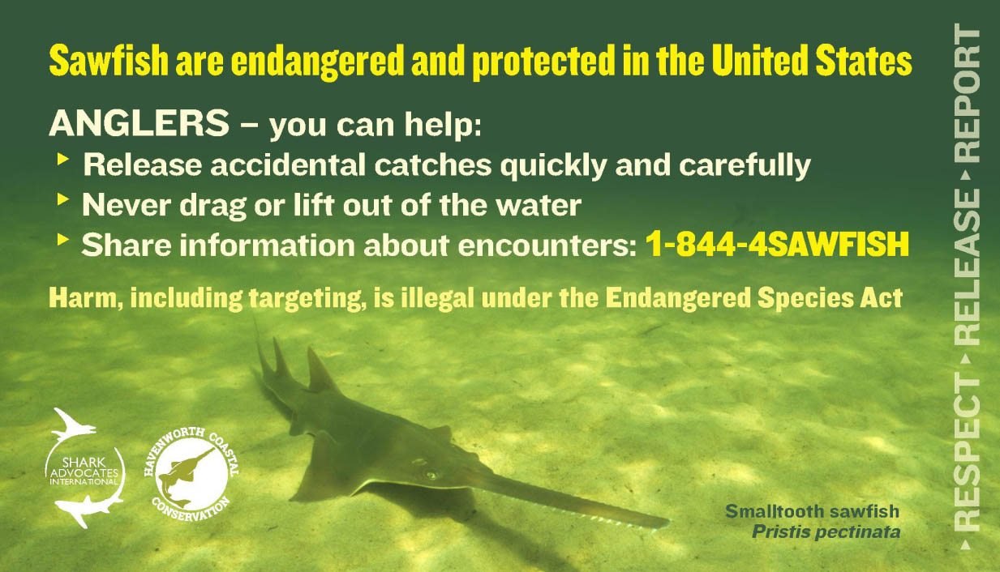 Sawfish are endangered and protected in the United States
ANGLERS – you can help:
Release accidental catches quickly and carefully
Never drag or lift out of the water
Share information about encounters: 1-844-4SAWFISH
Harm, including targeting, is illegal under the Endangered Species Act
SHARK
ADVOCATES
INTERNATIONAL
HAVENWORTH COASTAL
CONSERVATION
Smalltooth sawfish
Pristis pectinata
RESPECT RELEASE REPORT